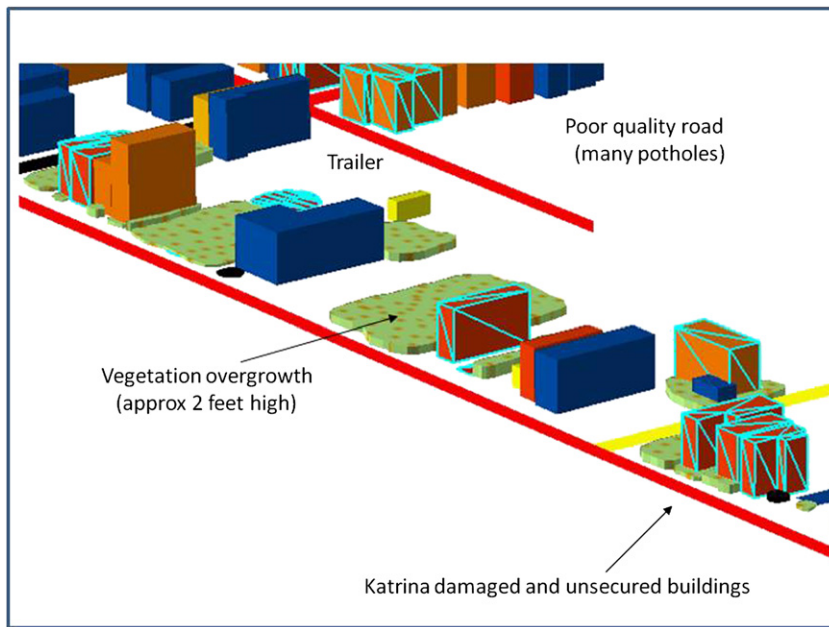 Poor quality road
(many potholes)
Trailer
Vegetation overgrowth
(approx 2 feet high)
Katrina damaged and unsecured buildings